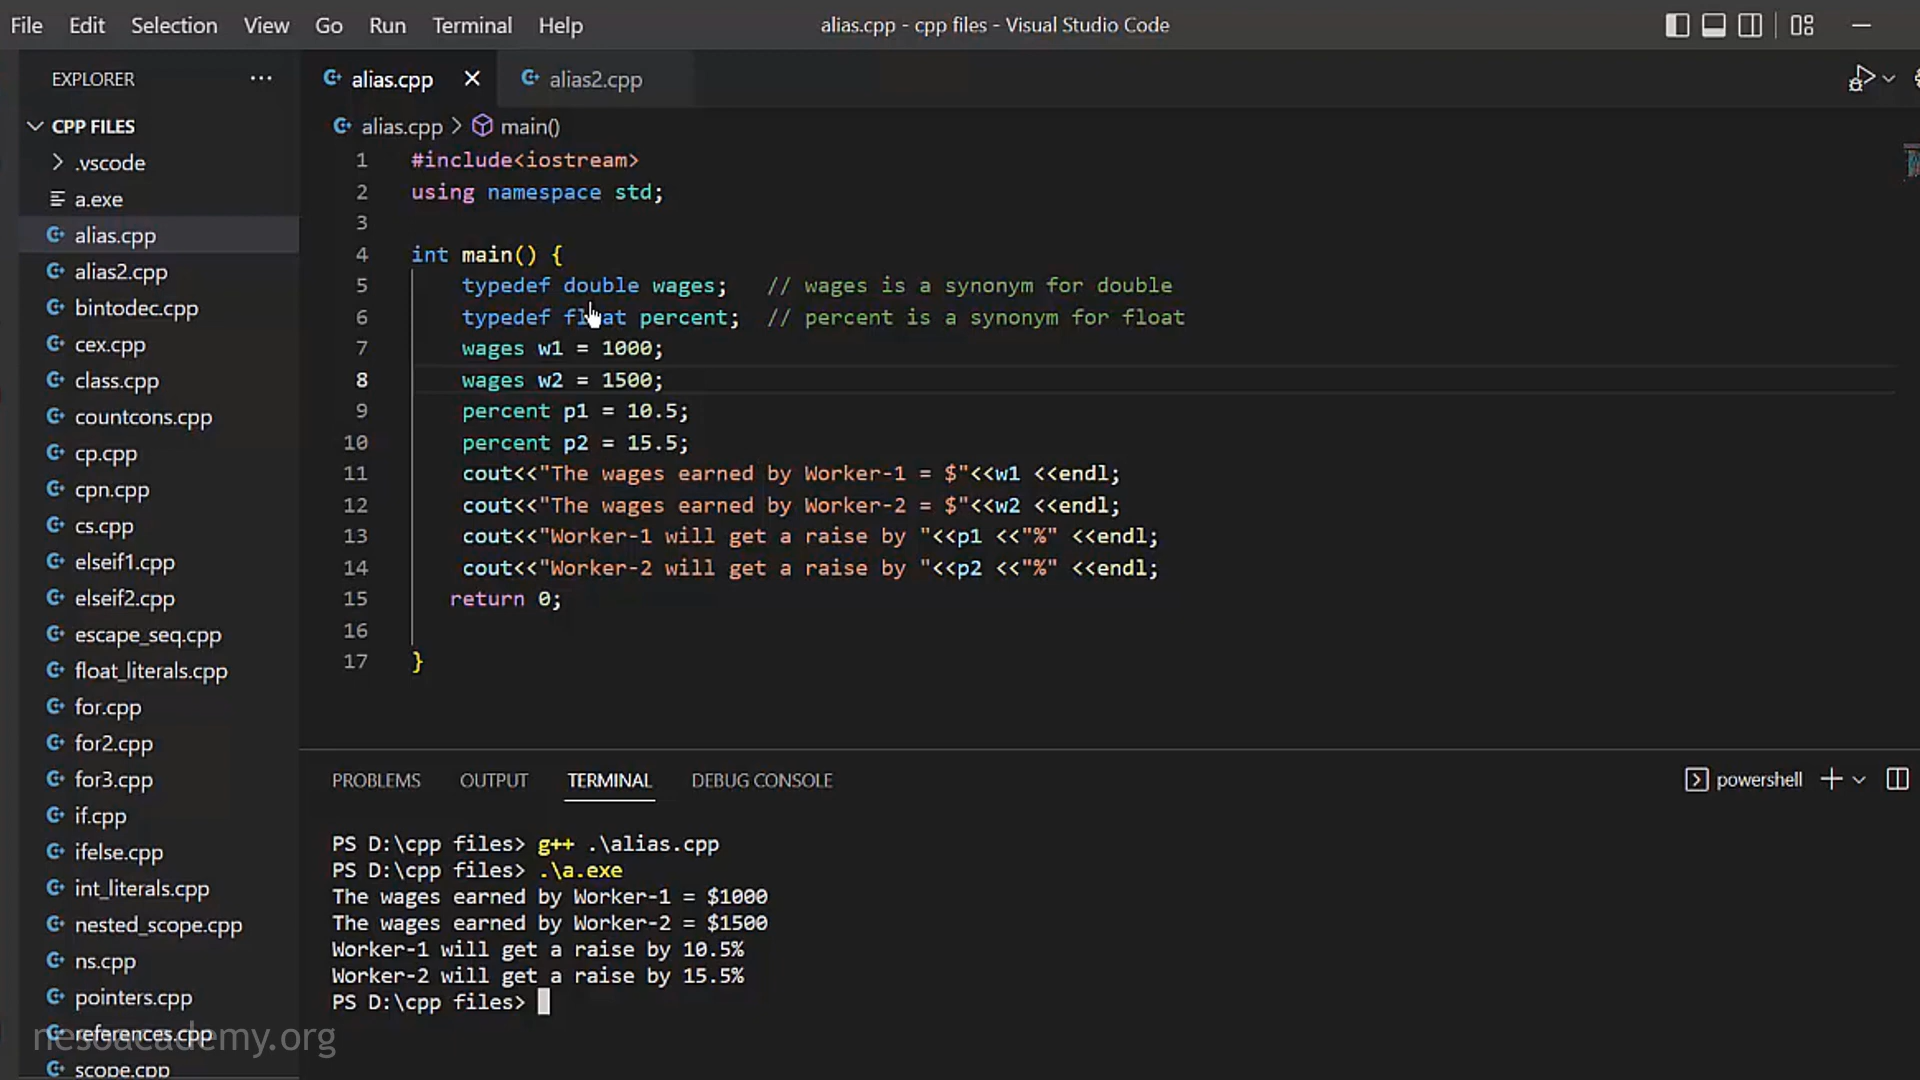 File Edit Selection View Go Run Terminal Help
alias.cpp - cpp files - Visual Studio Code
EXPLORER ...
CPP FILES
.vscode
a.exe
alias.cpp
alias2.cpp
bintodec.cpp
cex.cpp
class.cpp
countcons.cpp
cp.cpp
cpn.cpp
cs.cpp
elseif1.cpp
elseif2.cpp
escape_seq.cpp
float_literals.cpp
for.cpp
for2.cpp
for3.cpp
if.cpp
ifelse.cpp
int_literals.cpp
nested_scope.cpp
ns.cpp
pointers.cpp
references.cpp
scope.cpp
nesoacademy.org
alias.cpp alias2.cpp
alias.cpp > main()
1 #include<iostream>
2 using namespace std;
3
4 int main() {
5 typedef double wages; // wages is a synonym for double
6 typedef float percent; // percent is a synonym for float
7 wages w1 = 1000;
8 wages w2 = 1500;
9 percent p1 = 10.5;
10 percent p2 = 15.5;
11 cout<<"The wages earned by Worker-1 = $"<<w1 <<endl;
12 cout<<"The wages earned by Worker-2 = $"<<w2 <<endl;
13 cout<<"Worker-1 will get a raise by "<<p1 <<"%" <<endl;
14 cout<<"Worker-2 will get a raise by "<<p2 <<"%" <<endl;
15 return 0;
16
17 }
PROBLEMS OUTPUT TERMINAL DEBUG CONSOLE
powershell
PS D:\cpp files> g++ .\alias.cpp
PS D:\cpp files> .\a.exe
The wages earned by Worker-1 = $1000
The wages earned by Worker-2 = $1500
Worker-1 will get a raise by 10.5%
Worker-2 will get a raise by 15.5%
PS D:\cpp files>